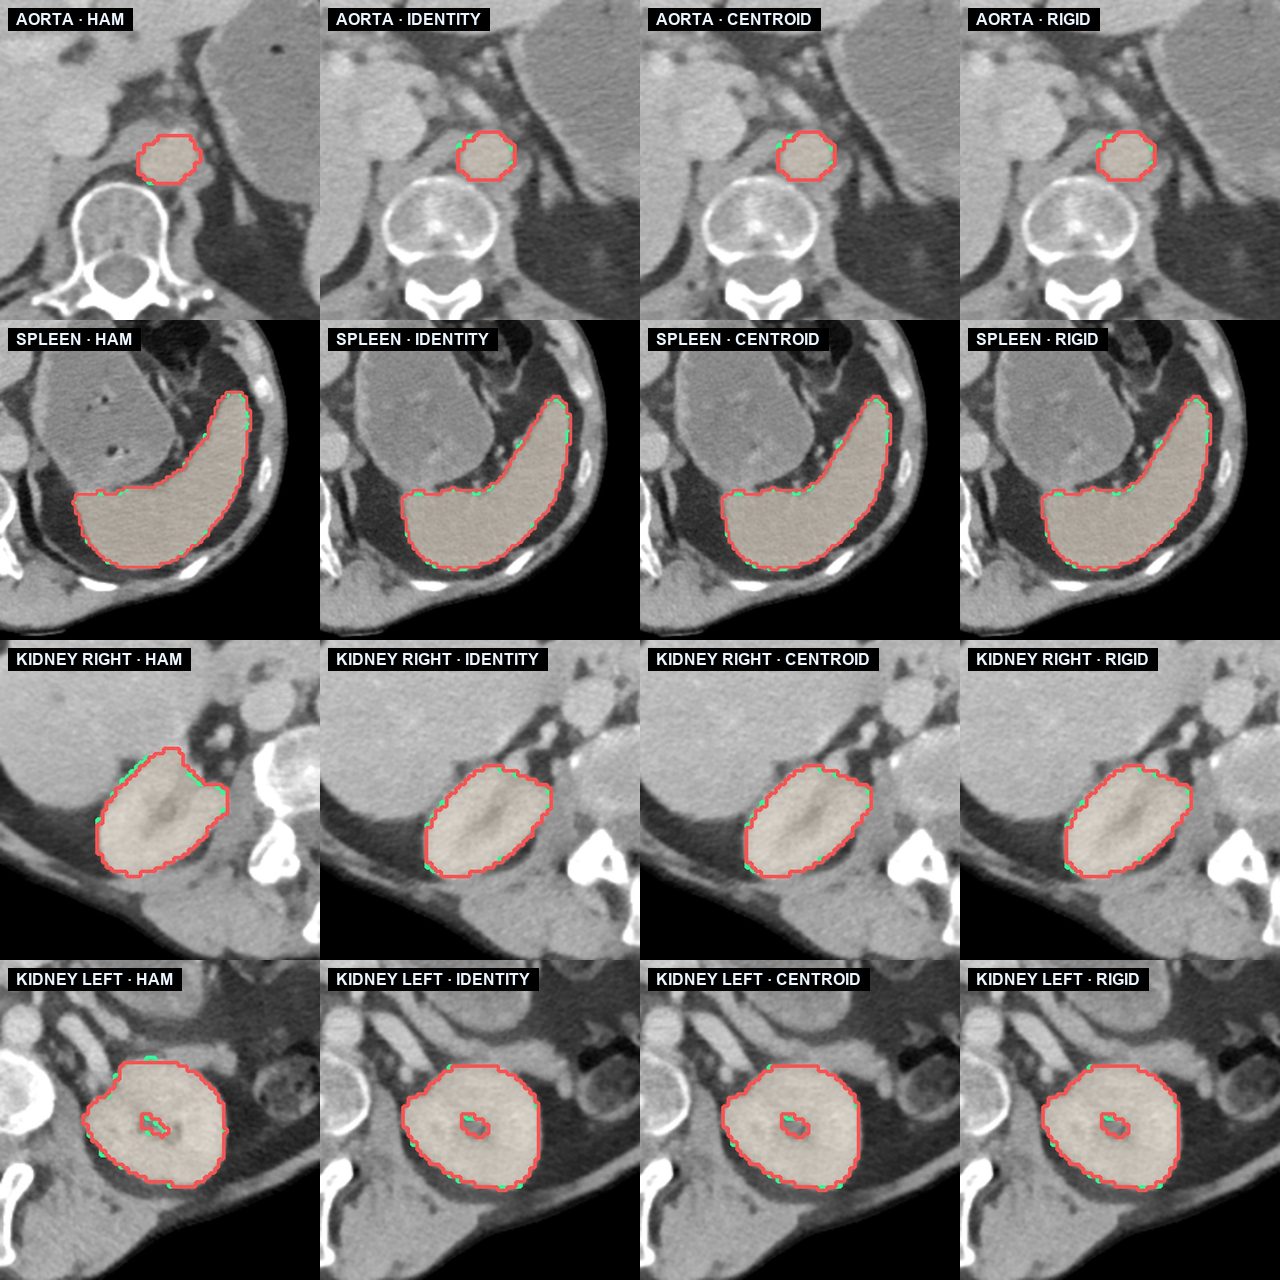 AORTA · HAM
AORTA · IDENTITY
AORTA · CENTROID
AORTA · RIGID
SPLEEN · HAM
SPLEEN · IDENTITY
SPLEEN · CENTROID
SPLEEN · RIGID
KIDNEY RIGHT · HAM
KIDNEY RIGHT · IDENTITY
KIDNEY RIGHT · CENTROID
KIDNEY RIGHT · RIGID
KIDNEY LEFT · HAM
KIDNEY LEFT · IDENTITY
KIDNEY LEFT · CENTROID
KIDNEY LEFT · RIGID